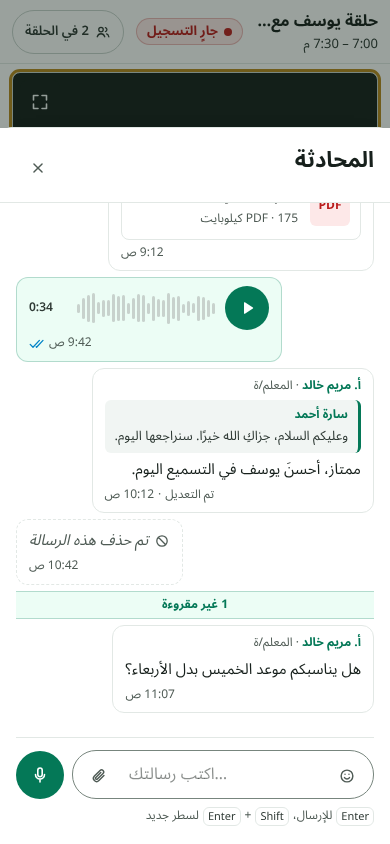 حلقة يوسف مع...
7:30 – 7:00 م
جارٍ التسجيل
2 في الحلقة
المحادثة
PDF
PDF · 175 كيلوبايت
9:12 ص
0:34
9:42 ص
أ. مريم خالد · المعلم/ة
سارة أحمد
وعليكم السلام، جزاكِ الله خيرًا. سنراجعها اليوم.
ممتاز، أحسنَ يوسف في التسميع اليوم.
تم التعديل · 10:12 ص
تم حذف هذه الرسالة
10:42 ص
1 غير مقروءة
أ. مريم خالد · المعلم/ة
هل يناسبكم موعد الخميس بدل الأربعاء؟
11:07 ص
اكتب رسالتك...
Enter للإرسال، Shift + Enter لسطر جديد